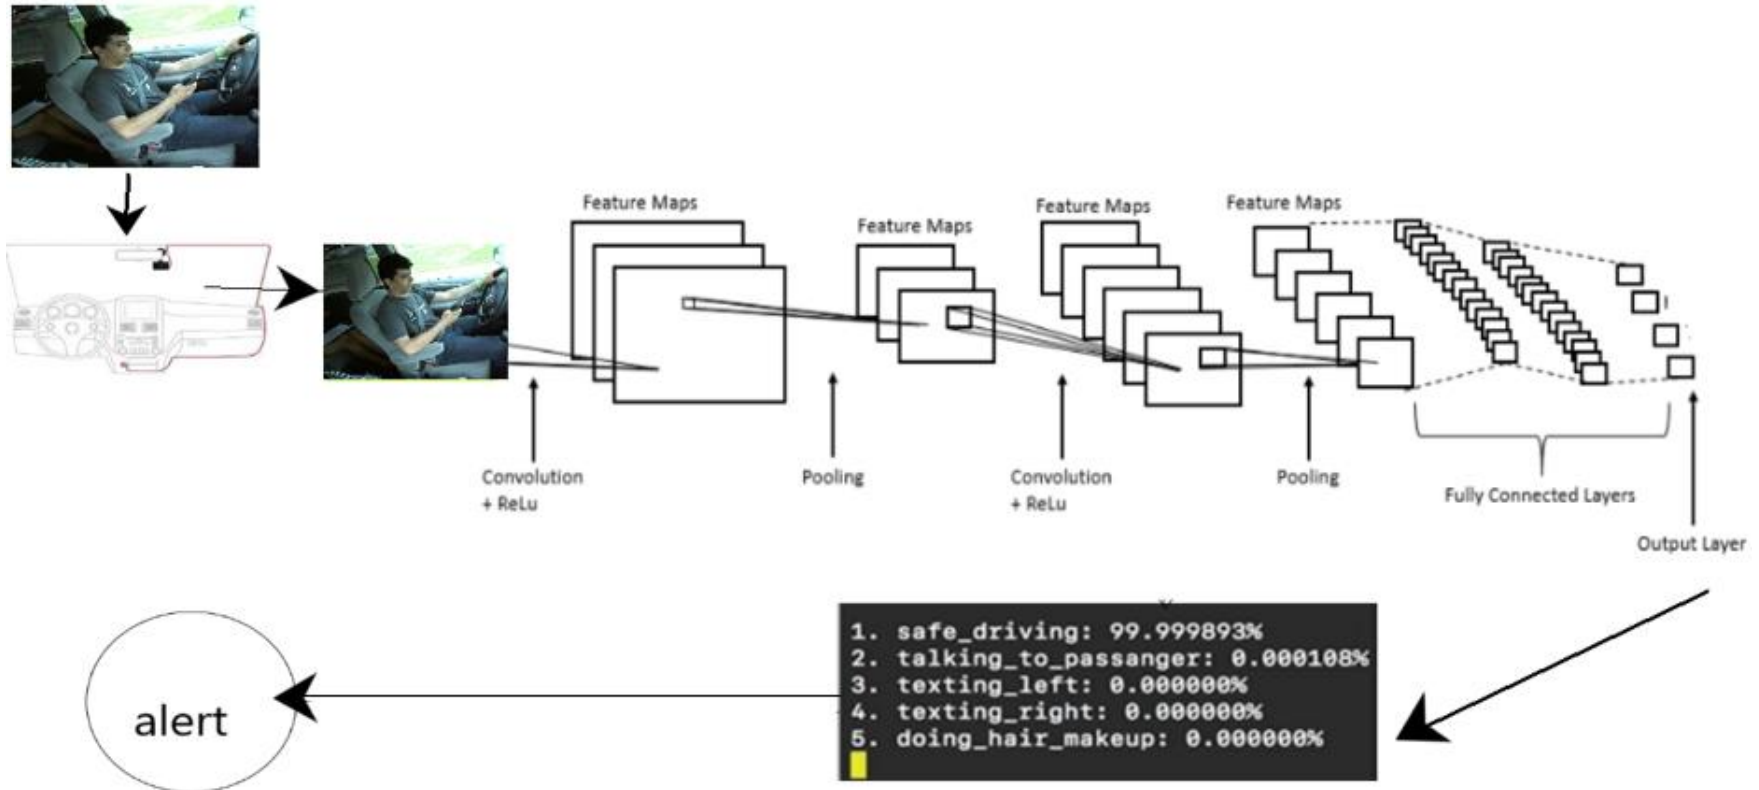 Feature Maps
Feature Maps
Feature Maps
Feature Maps
Convolution
+ ReLu
Pooling
Convolution
+ ReLu
Pooling
Fully Connected Layers
Output Layer
1. safe_driving: 99.999893%
2. talking_to_passanger: 0.000108%
3. texting_left: 0.000000%
4. texting_right: 0.000000%
5. doing_hair_makeup: 0.000000%
alert